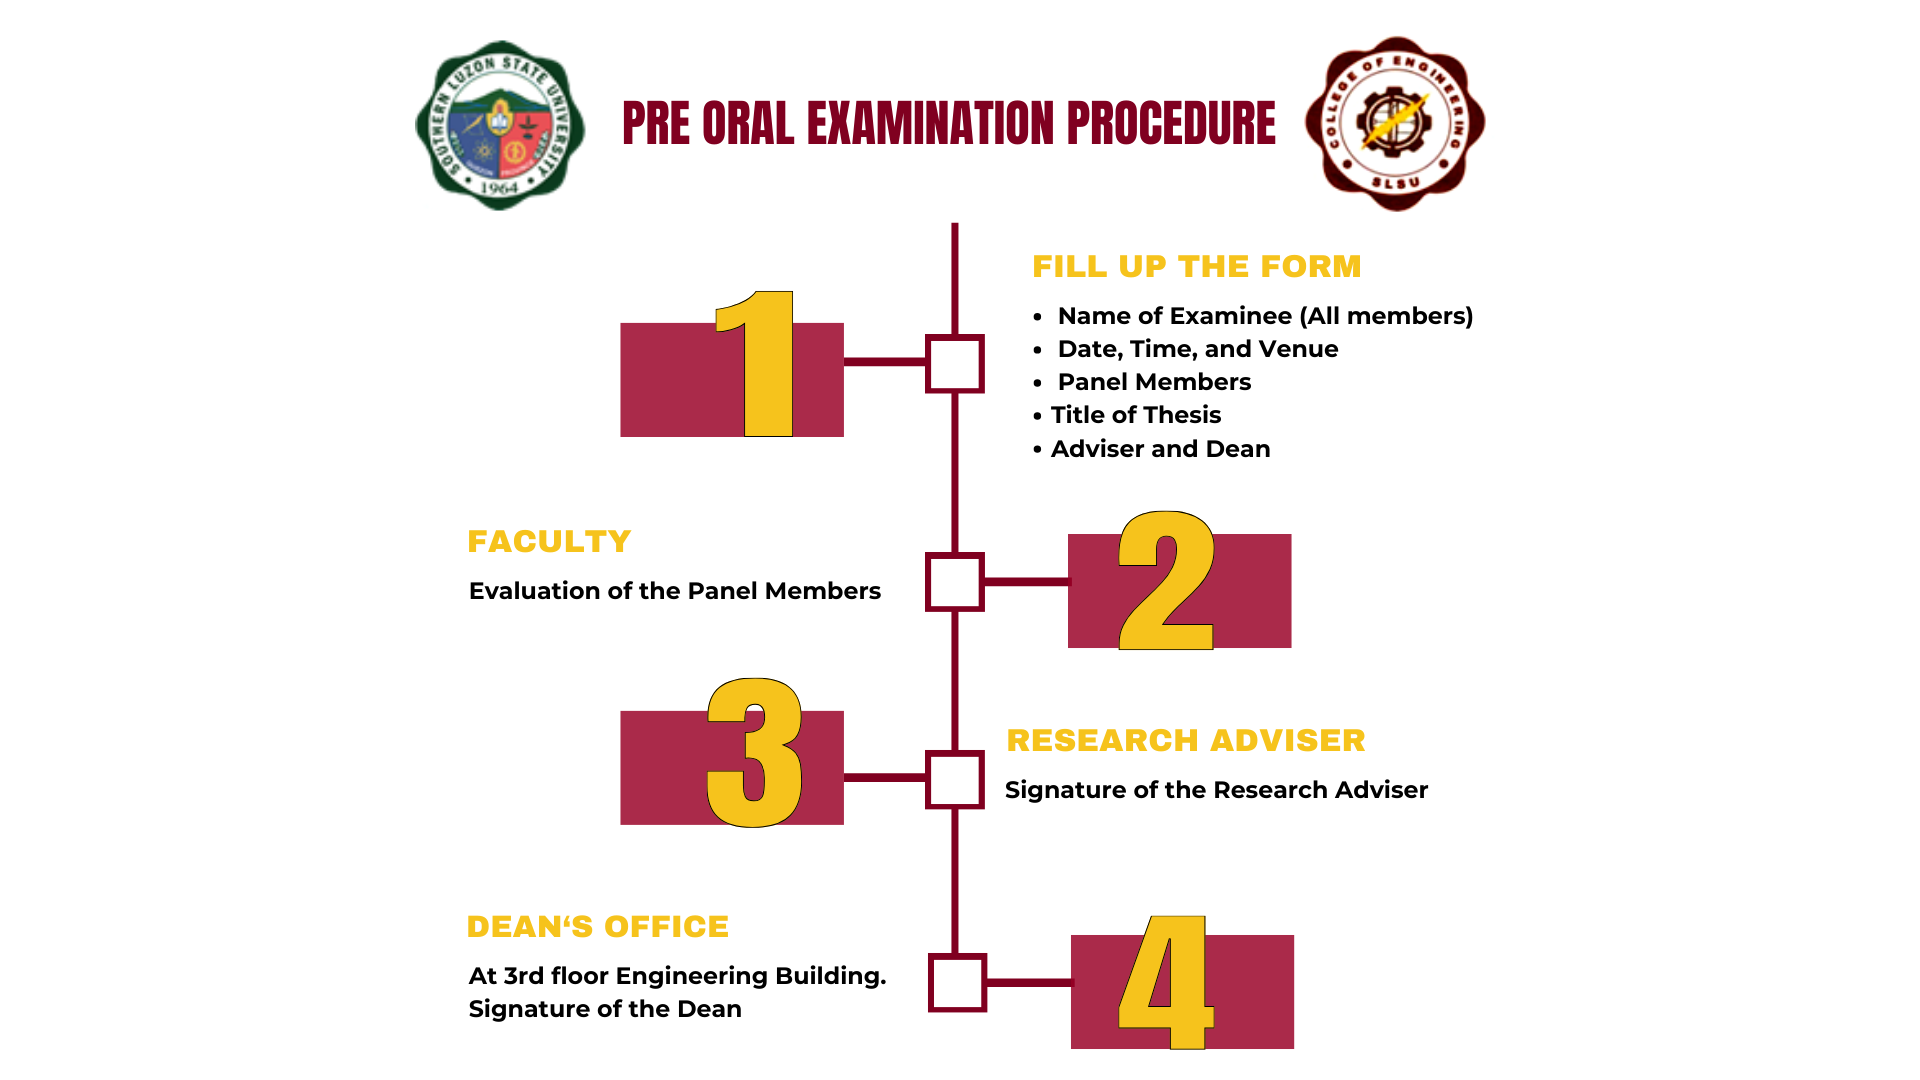 SOUTHERN LUZON STATE UNIVERSITY
1964
PRE ORAL EXAMINATION PROCEDURE
COLLEGE OF ENGINEERING
SLSU
1
FILL UP THE FORM
• Name of Examinee (All members)
• Date, Time, and Venue
• Panel Members
• Title of Thesis
• Adviser and Dean
FACULTY
Evaluation of the Panel Members
2
3
RESEARCH ADVISER
Signature of the Research Adviser
DEAN‘S OFFICE
At 3rd floor Engineering Building.
Signature of the Dean
4